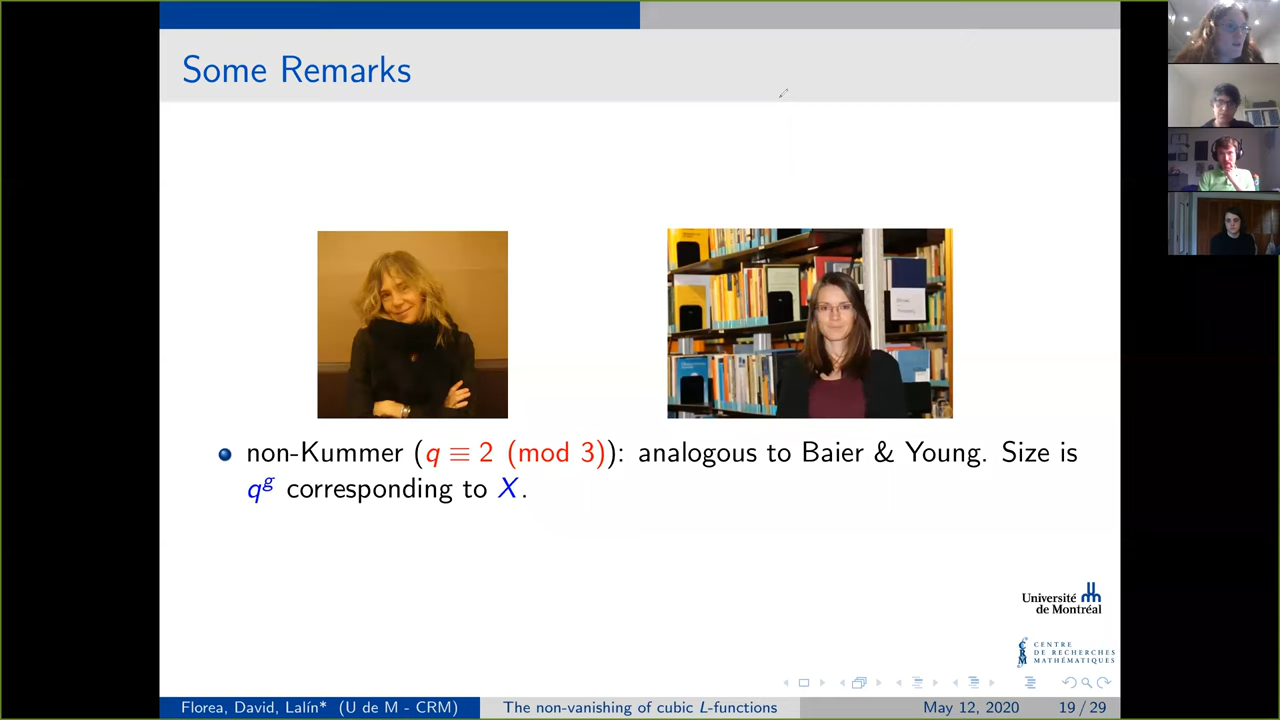 Some Remarks
non-Kummer (q ≡ 2 (mod 3)): analogous to Baier & Young. Size is
q^g corresponding to X.
Université
de Montréal
CRM
CENTRE
DE RECHERCHES
MATHÉMATIQUES
Florea, David, Lalín* (U de M - CRM)
The non-vanishing of cubic L-functions
May 12, 2020
19 / 29